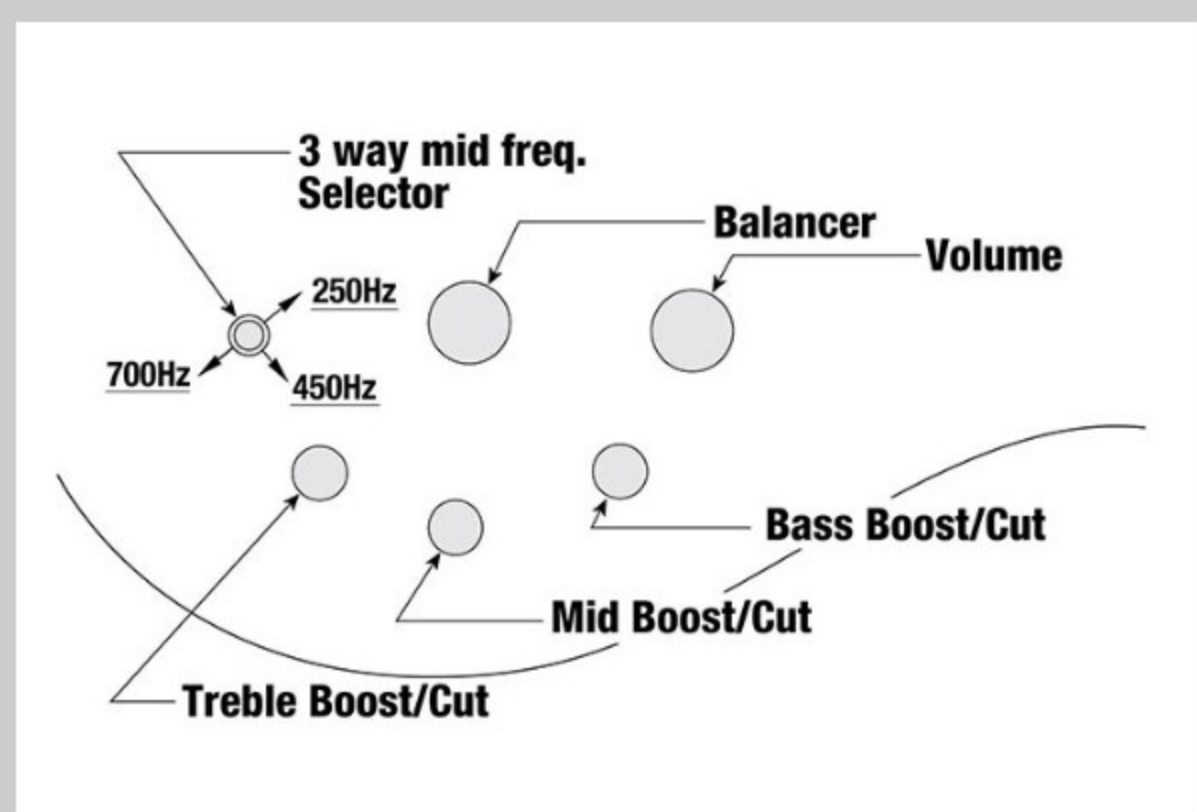 3 way mid freq.
Selector
Balancer
Volume
250Hz
700Hz
450Hz
Bass Boost/Cut
Mid Boost/Cut
Treble Boost/Cut